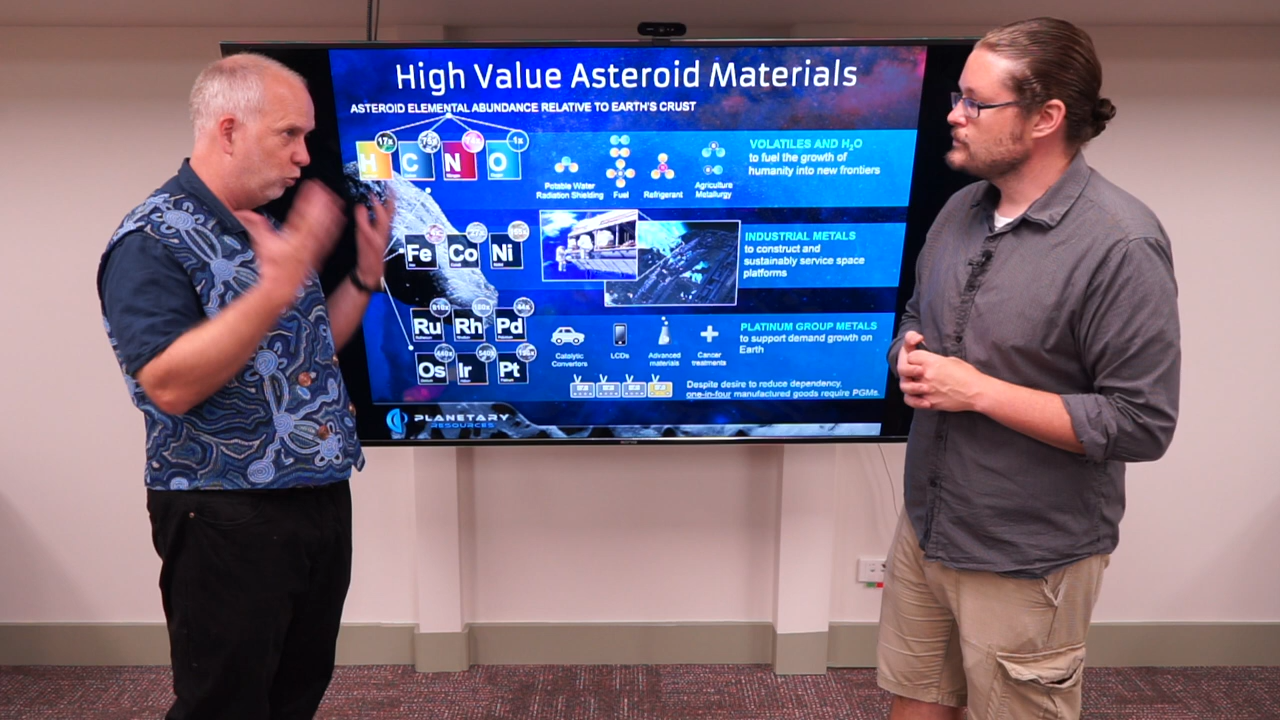 High Value Asteroid Materials
ASTEROID ELEMENTAL ABUNDANCE RELATIVE TO EARTH'S CRUST
17x
H C N O
VOLATILES AND H₂O
to fuel the growth of
humanity into new frontiers
Potable Water
Radiation Shielding
Fuel
Refrigerant
Agriculture
Metallurgy
Fe Co Ni
INDUSTRIAL METALS
to construct and
sustainably service space
platforms
Ru Rh Pd
Os Ir Pt
PLATINUM GROUP METALS
to support demand growth on
Earth
Catalytic
Convertors
LCDs
Advanced
materials
Cancer
treatments
Despite desire to reduce dependency,
one-in-four manufactured goods require PGMs.
PLANETARY
RESOURCES